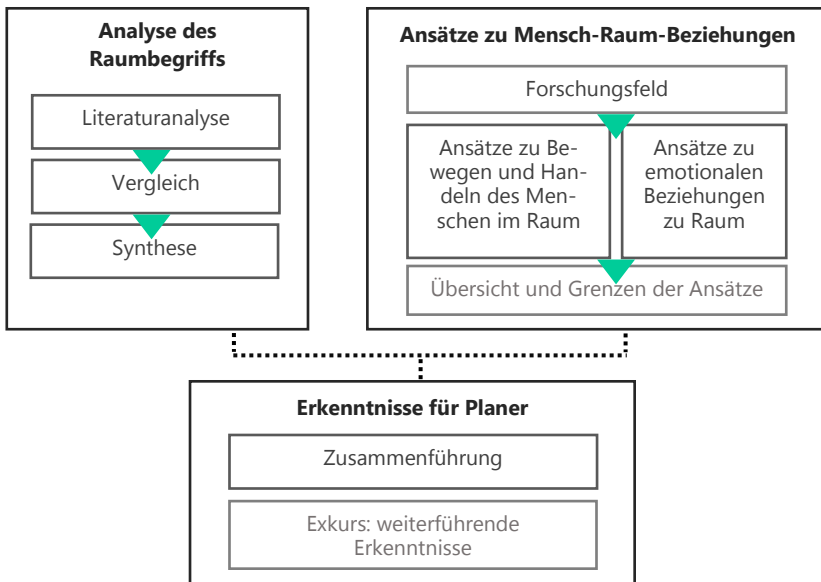 Analyse des
Raumbegriffs
Literaturanalyse
Vergleich
Synthese
Ansätze zu Mensch-Raum-Beziehungen
Forschungsfeld
Ansätze zu Be-
wegen und Han-
deln des Men-
schen im Raum
Ansätze zu
emotionalen
Beziehungen
zu Raum
Übersicht und Grenzen der Ansätze
Erkenntnisse für Planer
Zusammenführung
Exkurs: weiterführende
Erkenntnisse